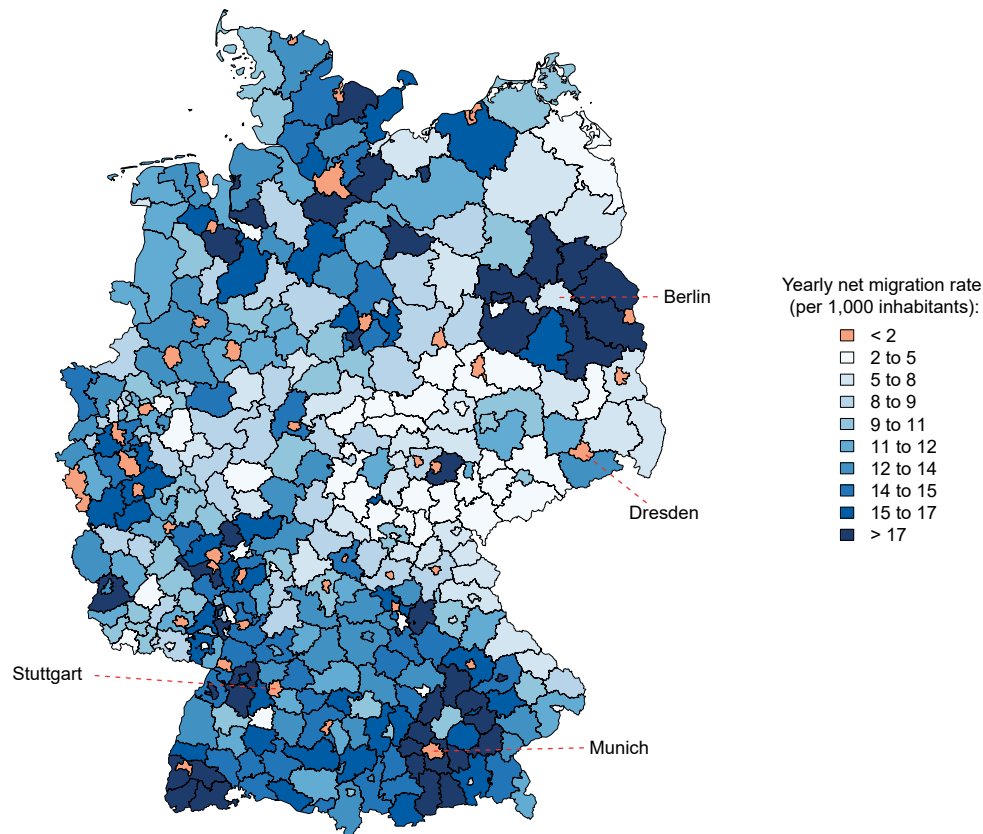 Berlin
Yearly net migration rate
(per 1,000 inhabitants):
< 2
2 to 5
5 to 8
8 to 9
9 to 11
11 to 12
12 to 14
14 to 15
15 to 17
> 17
Dresden
Stuttgart
Munich